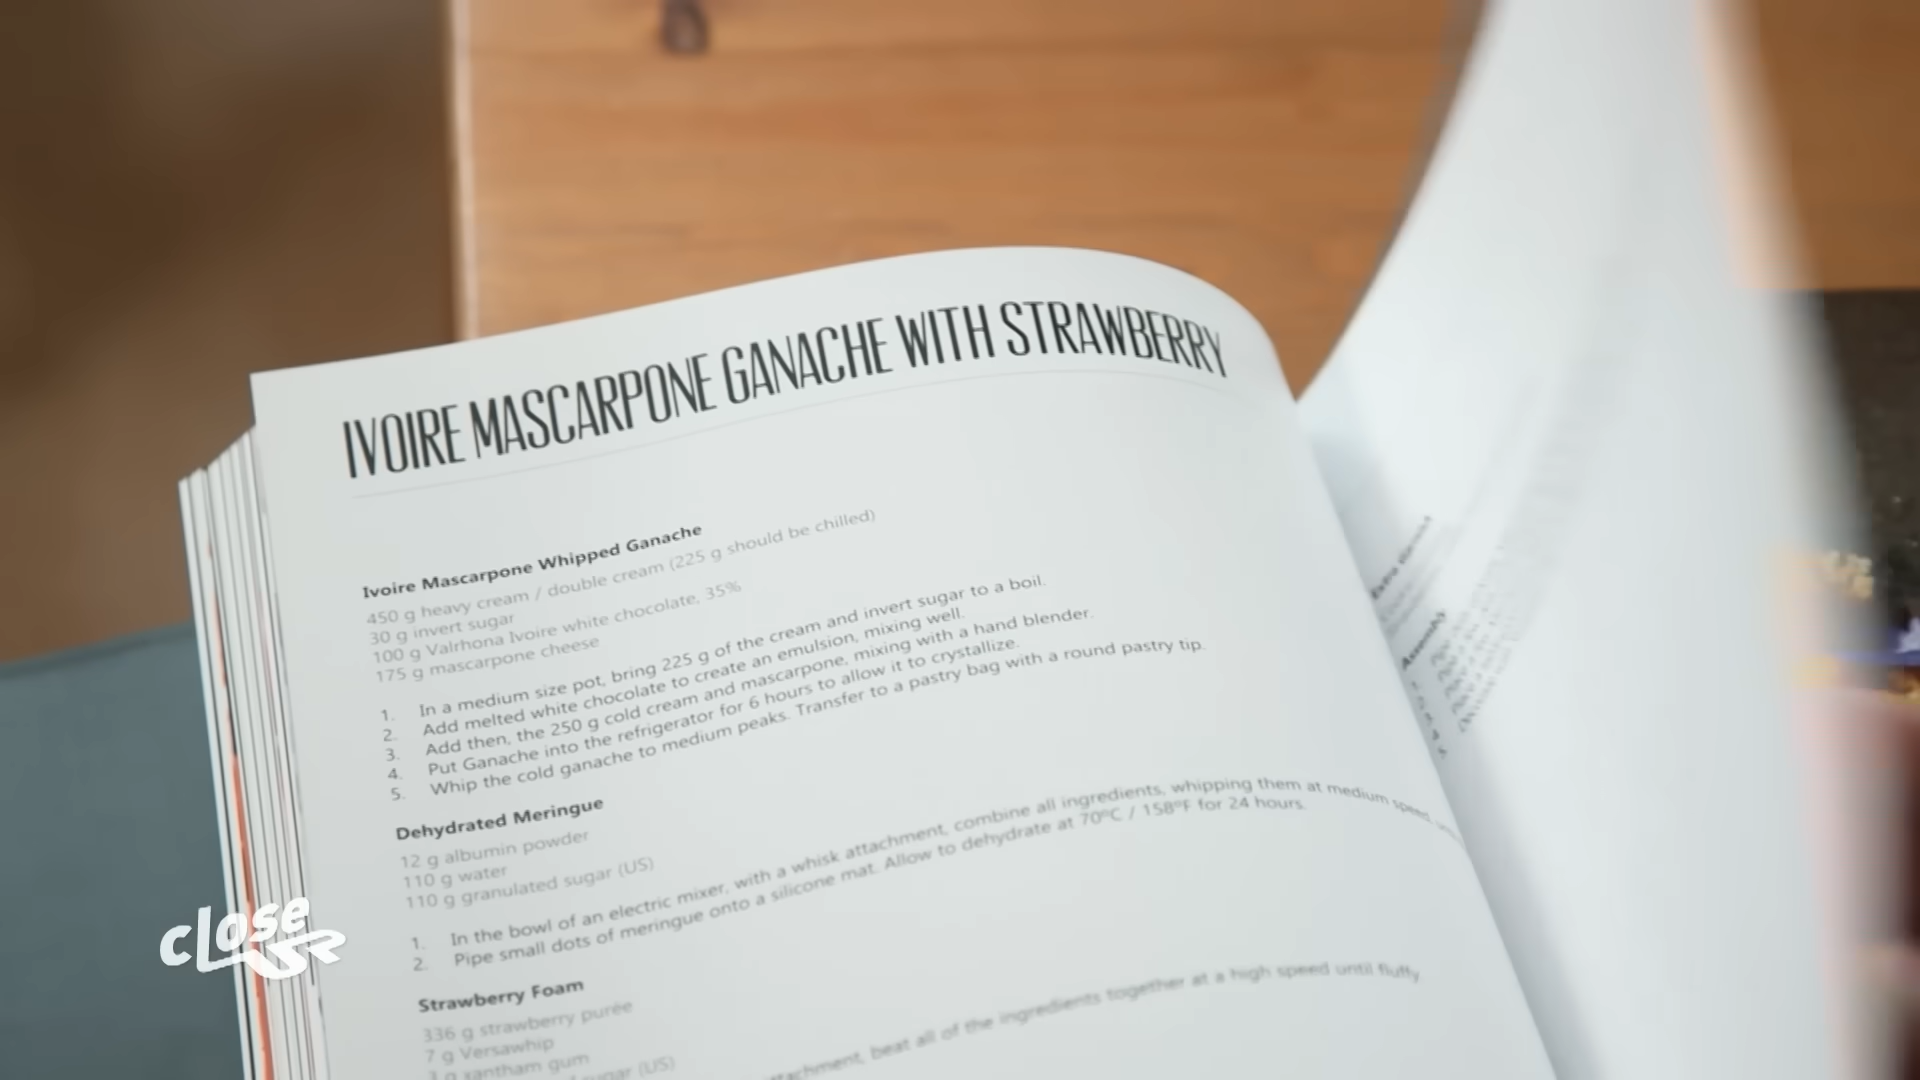 IVOIRE MASCARPONE GANACHE WITH STRAWBERRY
Ivoire Mascarpone Whipped Ganache
450 g heavy cream / double cream (225 g should be chilled)
30 g invert sugar
100 g Valrhona Ivoire white chocolate, 35%
175 g mascarpone cheese
1. In a medium size pot, bring 225 g of the cream and invert sugar to a boil.
2. Add melted white chocolate to create an emulsion, mixing well.
3. Add then, the 250 g cold cream and mascarpone, mixing with a hand blender.
4. Put Ganache into the refrigerator for 6 hours to allow it to crystallize.
5. Whip the cold ganache to medium peaks. Transfer to a pastry bag with a round pastry tip.
Dehydrated Meringue
12 g albumin powder
110 g water
110 g granulated sugar (US)
1. In the bowl of an electric mixer, with a whisk attachment, combine all ingredients, whipping them at medium speed,
2. Pipe small dots of meringue onto a silicone mat. Allow to dehydrate at 70ºC / 158ºF for 24 hours.
Strawberry Foam
336 g strawberry purée
7 g Versawhip
g xantham gum
sugar (US)
attachment, beat all of the ingredients together at a high speed until fluffy
Assembly
close